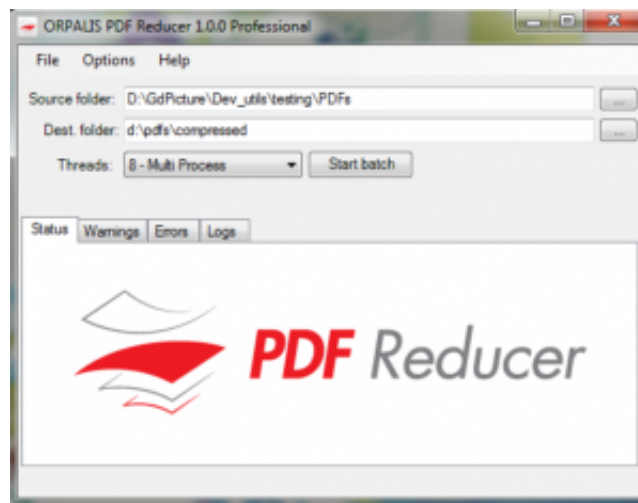 ORPALIS PDF Reducer 1.0.0 Professional
File Options Help
Source folder: D:\GdPicture\Dev_utils\testing\PDFs ...
Dest. folder: d:\pdfs\compressed ...
Threads: 8 - Multi Process Start batch
Status Warnings Errors Logs
PDF Reducer